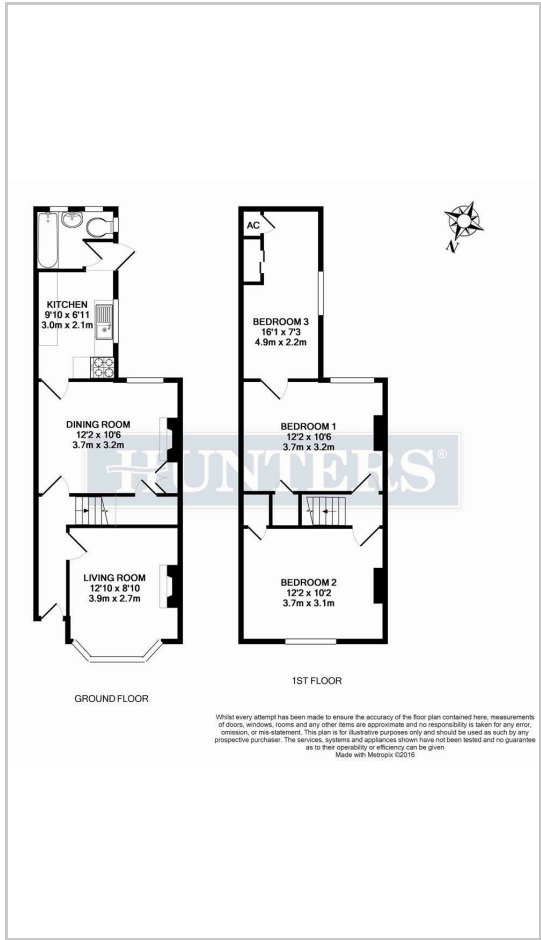 KITCHEN
9'10 x 6'11
3.0m x 2.1m
DINING ROOM
12'2 x 10'6
3.7m x 3.2m
LIVING ROOM
12'10 x 8'10
3.9m x 2.7m
GROUND FLOOR
AC
BEDROOM 3
16'1 x 7'3
4.9m x 2.2m
BEDROOM 1
12'2 x 10'6
3.7m x 3.2m
BEDROOM 2
12'2 x 10'2
3.7m x 3.1m
1ST FLOOR
N
HUNTERS®
Whilst every attempt has been made to ensure the accuracy of the floor plan contained here, measurements
of doors, windows, rooms and any other items are approximate and no responsibility is taken for any error,
omission, or mis-statement. This plan is for illustrative purposes only and should be used as such by any
prospective purchaser. The services, systems and appliances shown have not been tested and no guarantee
as to their operability or efficiency can be given
Made with Metropix ©2016